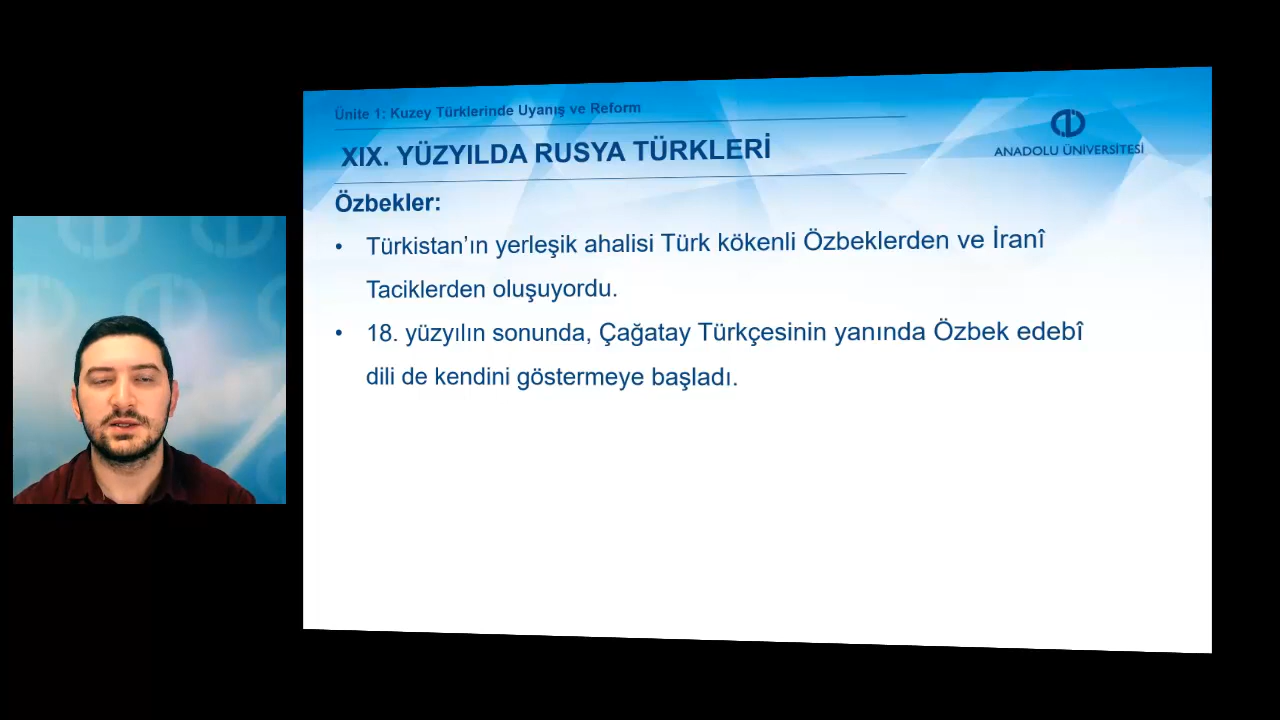 Ünite 1: Kuzey Türklerinde Uyanış ve Reform
XIX. YÜZYILDA RUSYA TÜRKLERİ
ANADOLU ÜNİVERSİTESİ
Özbekler:
• Türkistan’ın yerleşik ahalisi Türk kökenli Özbeklerden ve İranî
Taciklerden oluşuyordu.
• 18. yüzyılın sonunda, Çağatay Türkçesinin yanında Özbek edebî
dili de kendini göstermeye başladı.